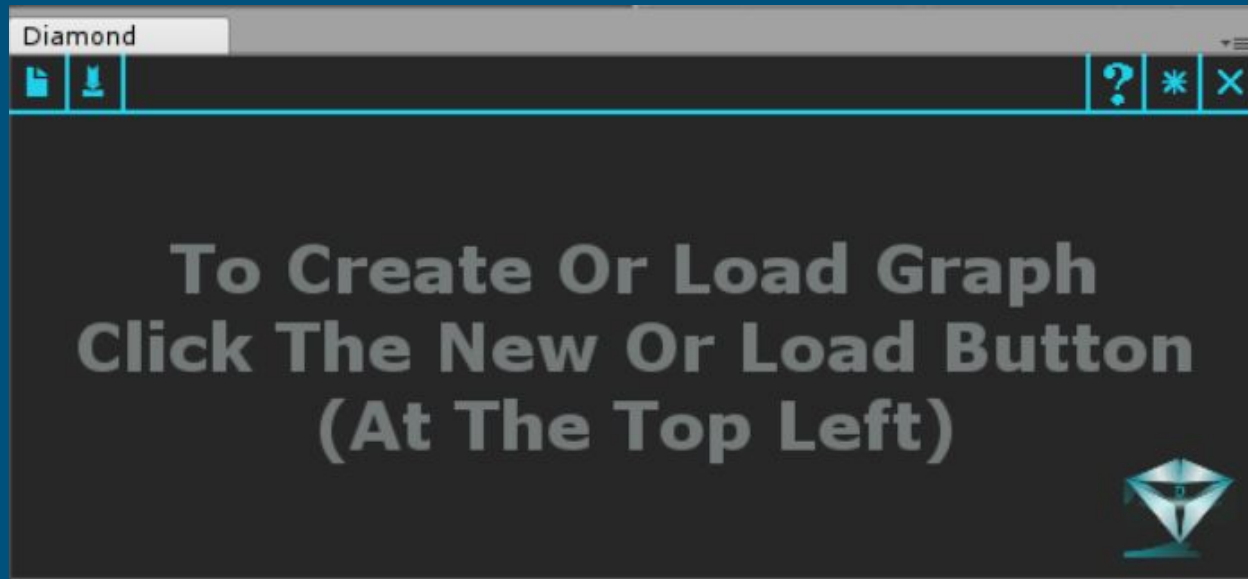 Diamond
To Create Or Load Graph
Click The New Or Load Button
(At The Top Left)